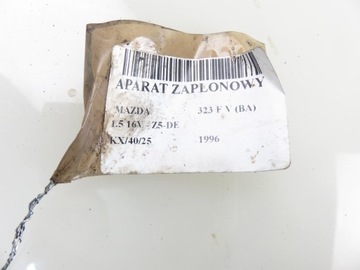 APARAT ZAPŁONOWY
MAZDA 323 F V (BA)
1.5 16V - Z5-DE
KX/40/25 1996